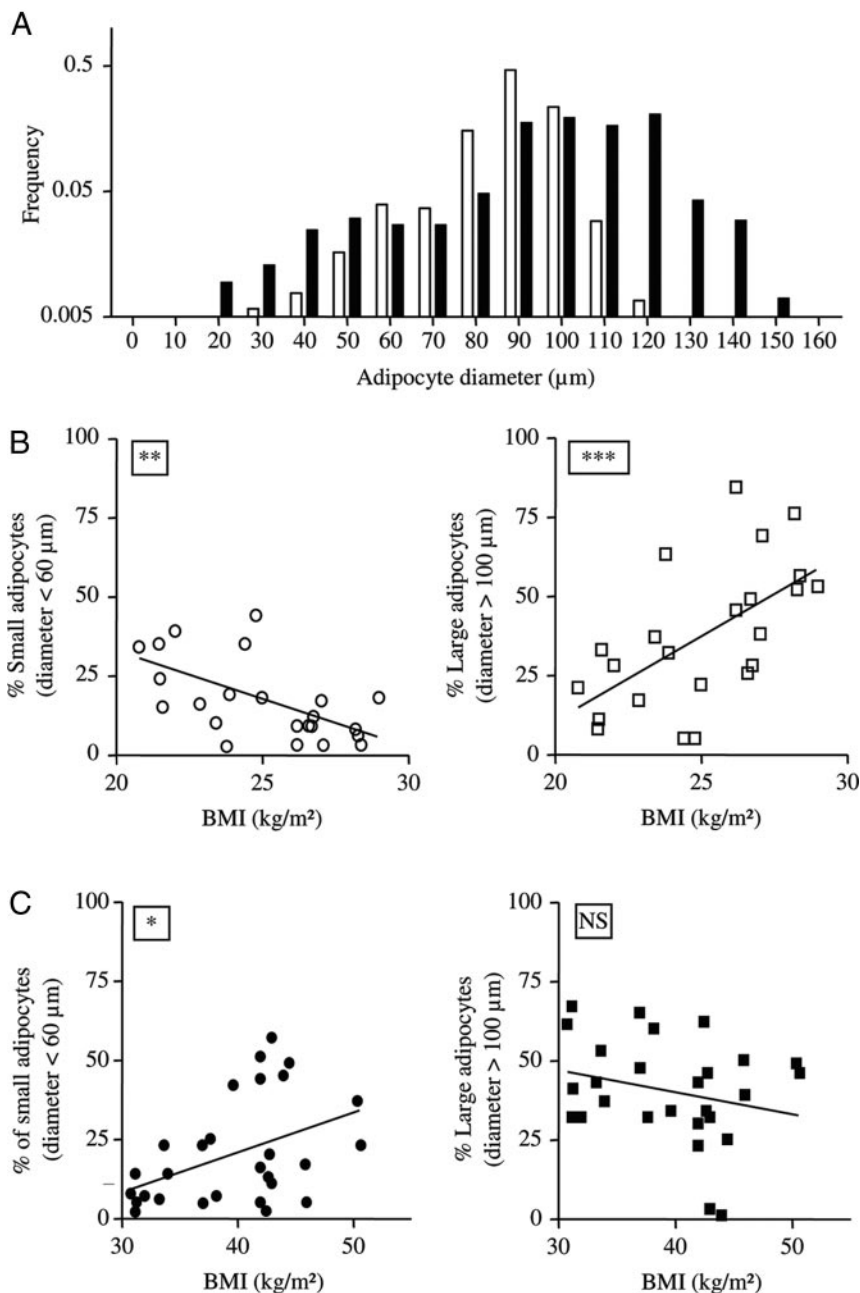 A
Frequency
0.5
0.05
0.005
0 10 20 30 40 50 60 70 80 90 100 110 120 130 140 150 160
Adipocyte diameter (µm)
B
% Small adipocytes
(diameter < 60 µm)
100
75
50
25
0
**
20 25 30
BMI (kg/m²)
% Large adipocytes
(diameter > 100 µm)
100
75
50
25
0
***
20 25 30
BMI (kg/m²)
C
% of small adipocytes
(diameter < 60 µm)
100
75
50
25
0
*
30 40 50
BMI (kg/m²)
% Large adipocytes
(diameter > 100 µm)
100
75
50
25
0
NS
30 40 50
BMI (kg/m²)